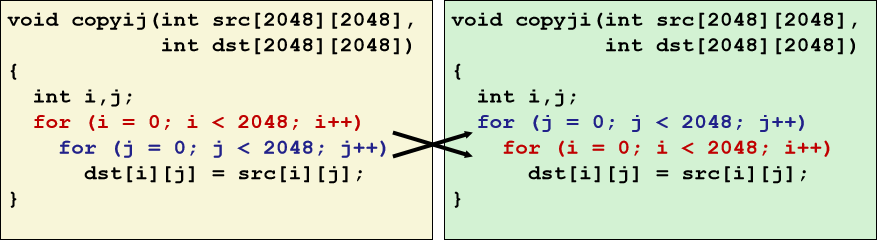 void copyij(int src[2048][2048],
            int dst[2048][2048])
{
  int i,j;
  for (i = 0; i < 2048; i++)
    for (j = 0; j < 2048; j++)
      dst[i][j] = src[i][j];
}
void copyji(int src[2048][2048],
            int dst[2048][2048])
{
  int i,j;
  for (j = 0; j < 2048; j++)
    for (i = 0; i < 2048; i++)
      dst[i][j] = src[i][j];
}